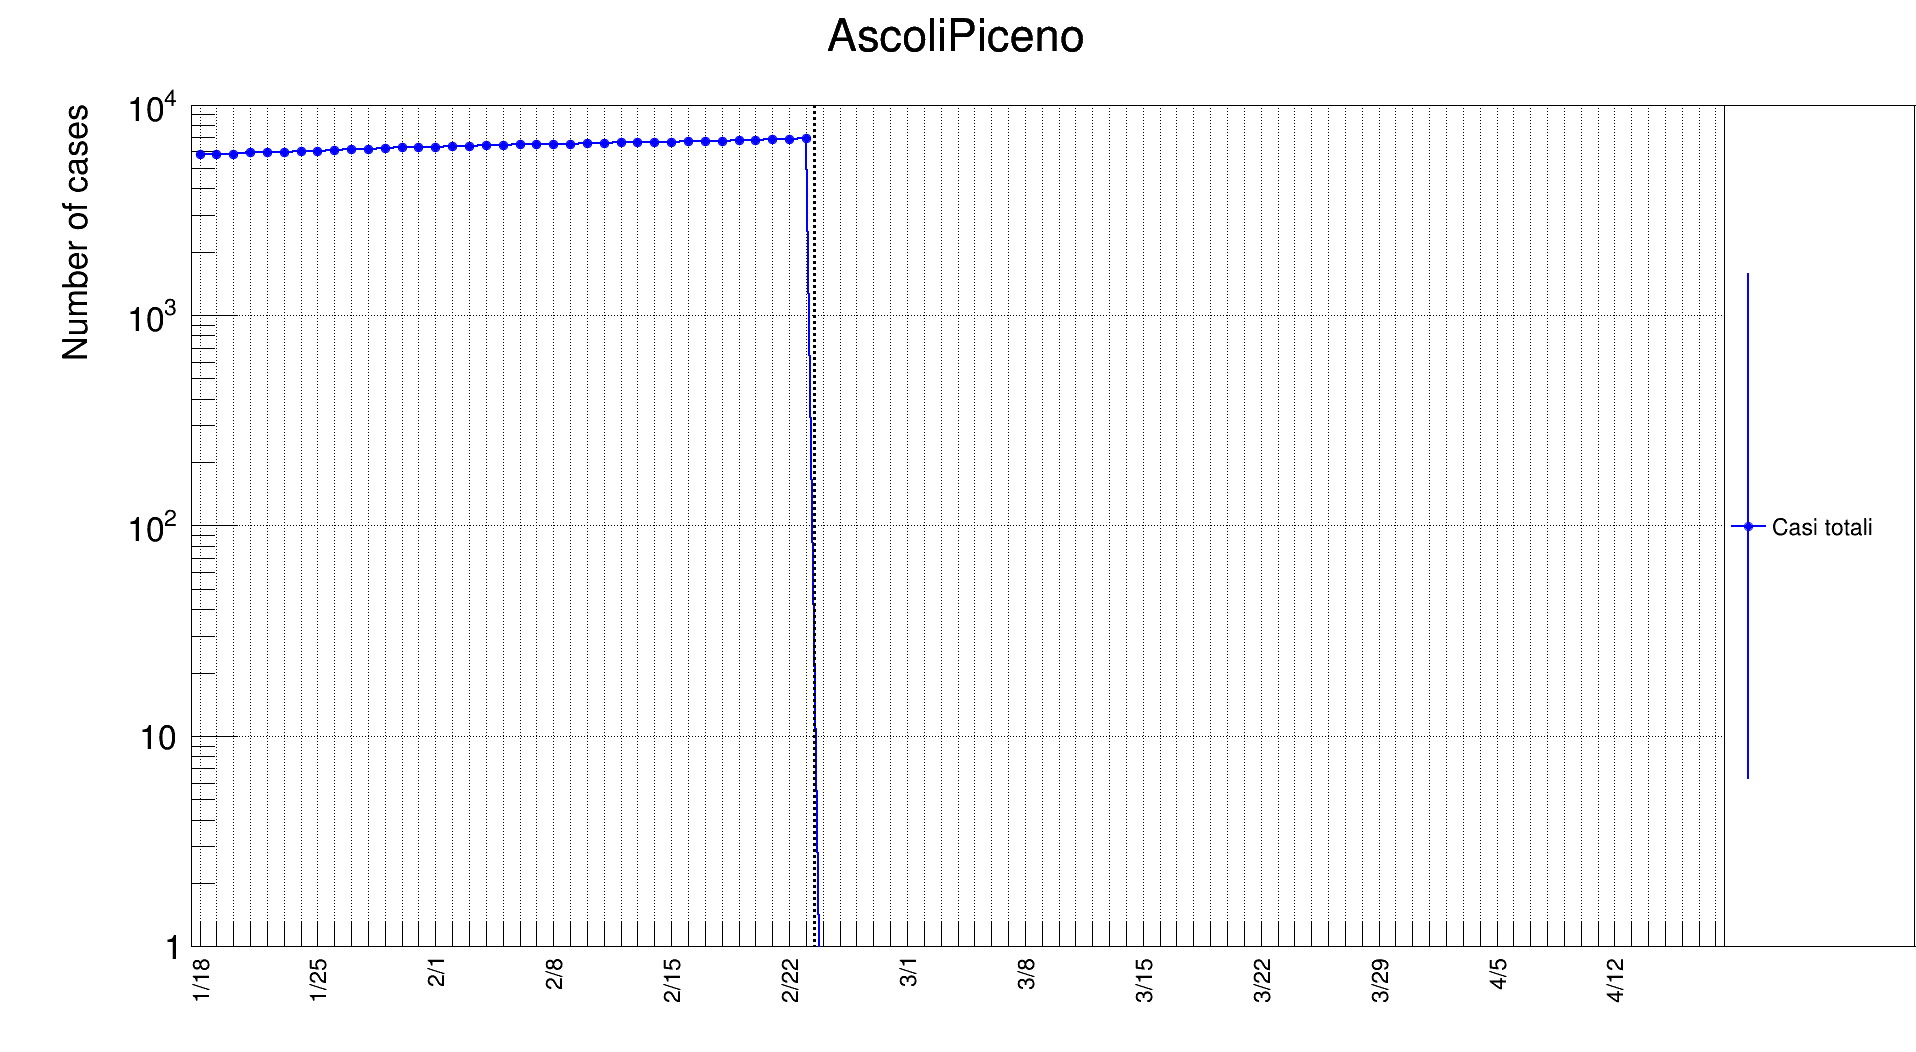 AscoliPiceno
Number of cases
10^4
10^3
10^2
10
1
1/18 1/25 2/1 2/8 2/15 2/22 3/1 3/8 3/15 3/22 3/29 4/5 4/12
Casi totali